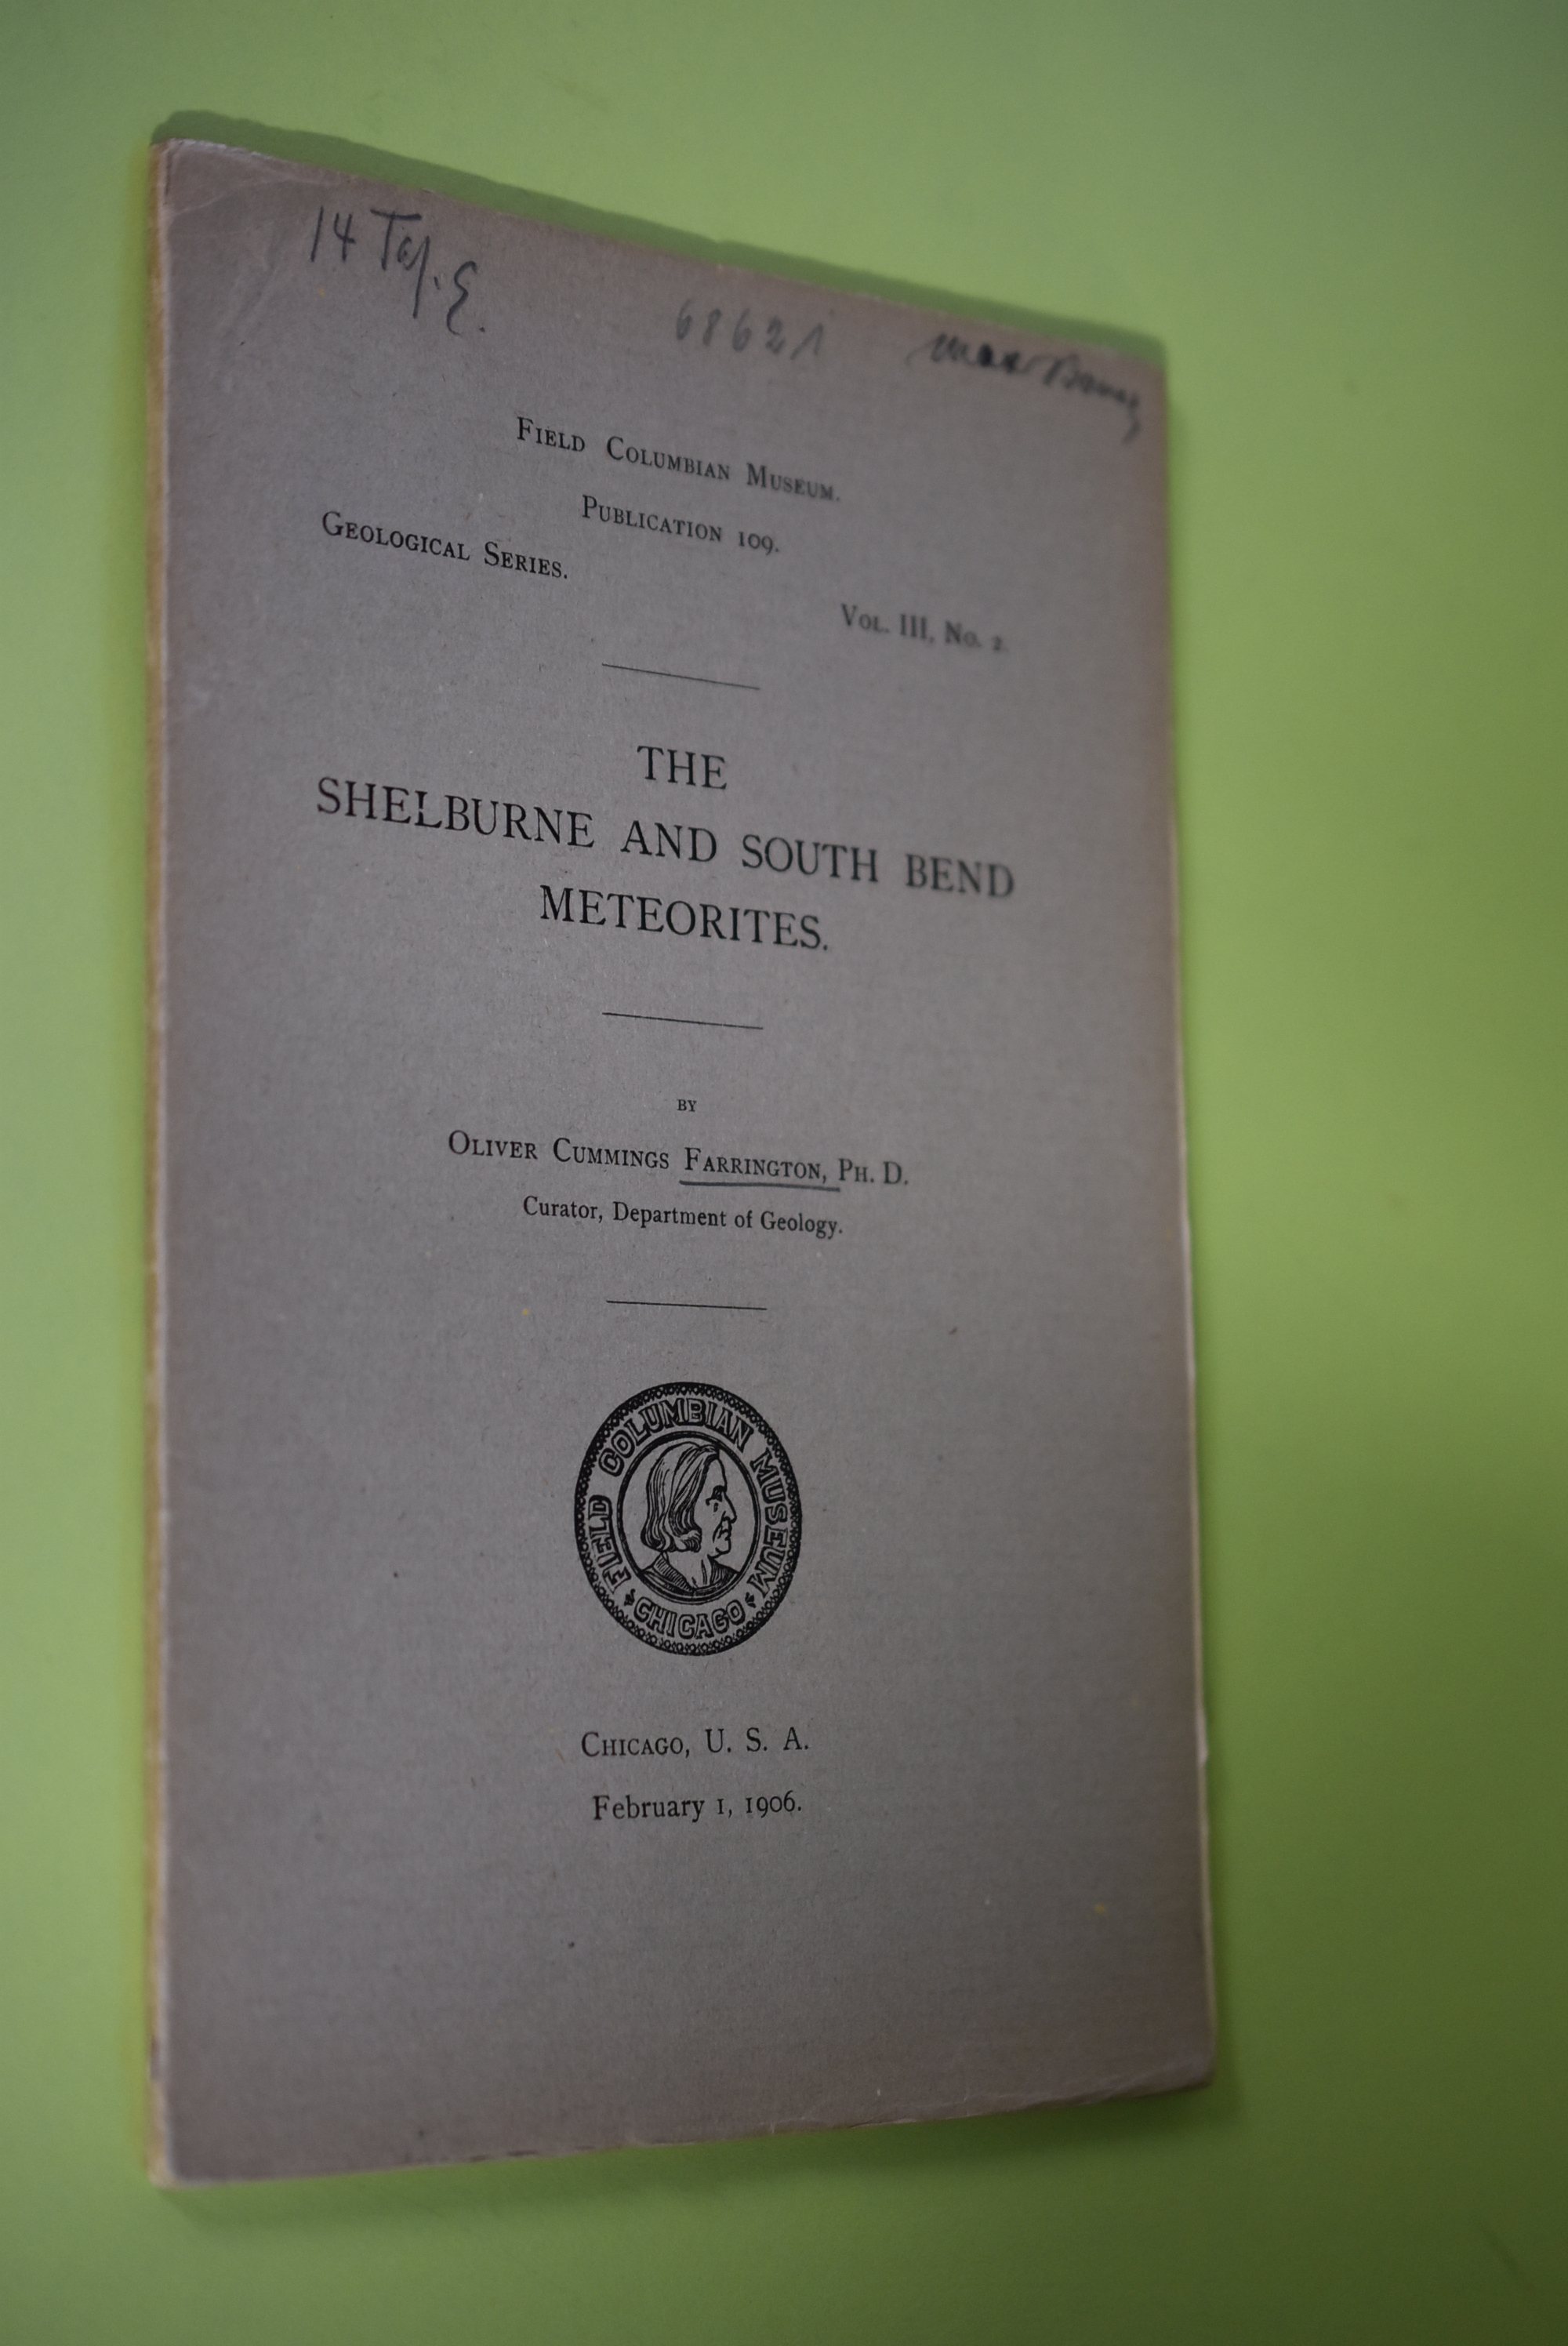 14 Taf. E.
68621
Max
FIELD COLUMBIAN MUSEUM.
PUBLICATION 109.
GEOLOGICAL SERIES.
VOL. III, NO. 2.
THE
SHELBURNE AND SOUTH BEND
METEORITES.
BY
OLIVER CUMMINGS FARRINGTON, PH. D.
Curator, Department of Geology.
FIELD COLUMBIAN MUSEUM
CHICAGO
CHICAGO, U. S. A.
February 1, 1906.